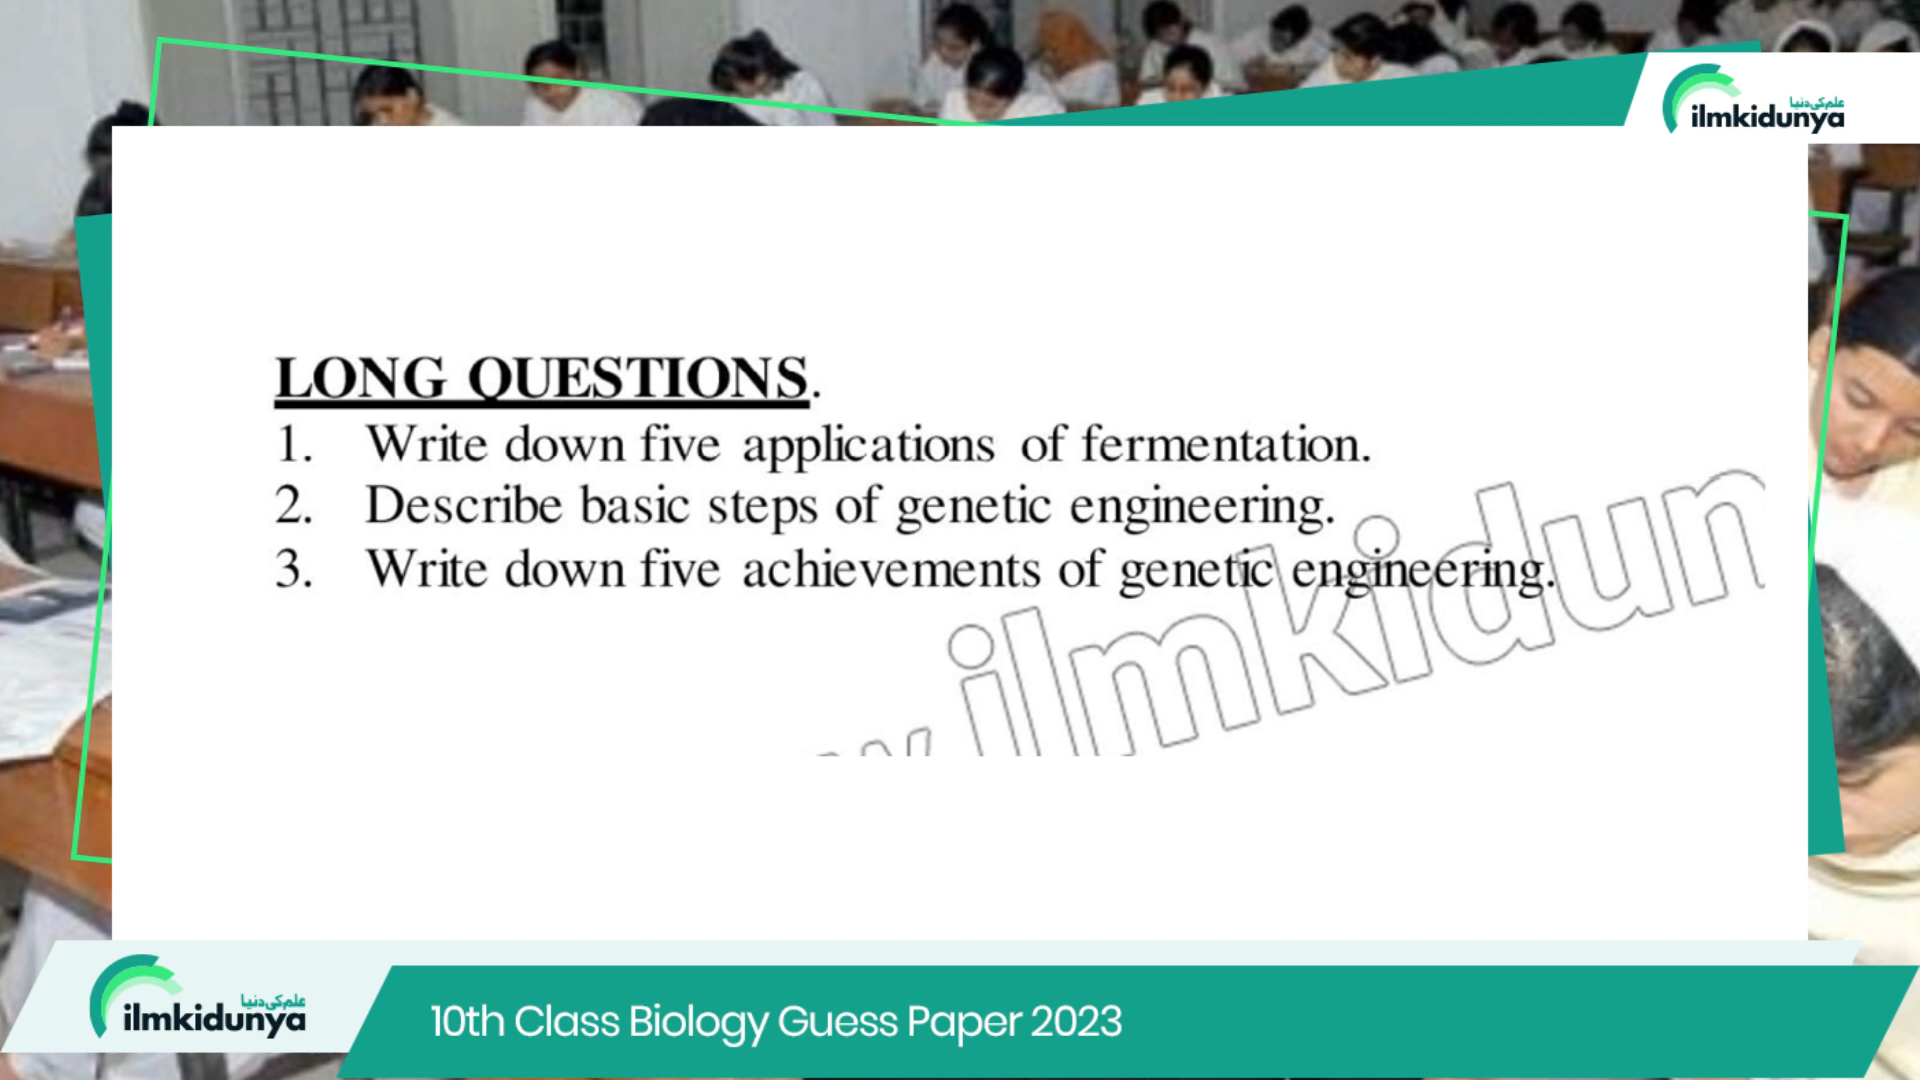 علم کی دنیا
ilmkidunya
LONG QUESTIONS.
1. Write down five applications of fermentation.
2. Describe basic steps of genetic engineering.
3. Write down five achievements of genetic engineering.
ilmkidun
علم کی دنیا
ilmkidunya
10th Class Biology Guess Paper 2023